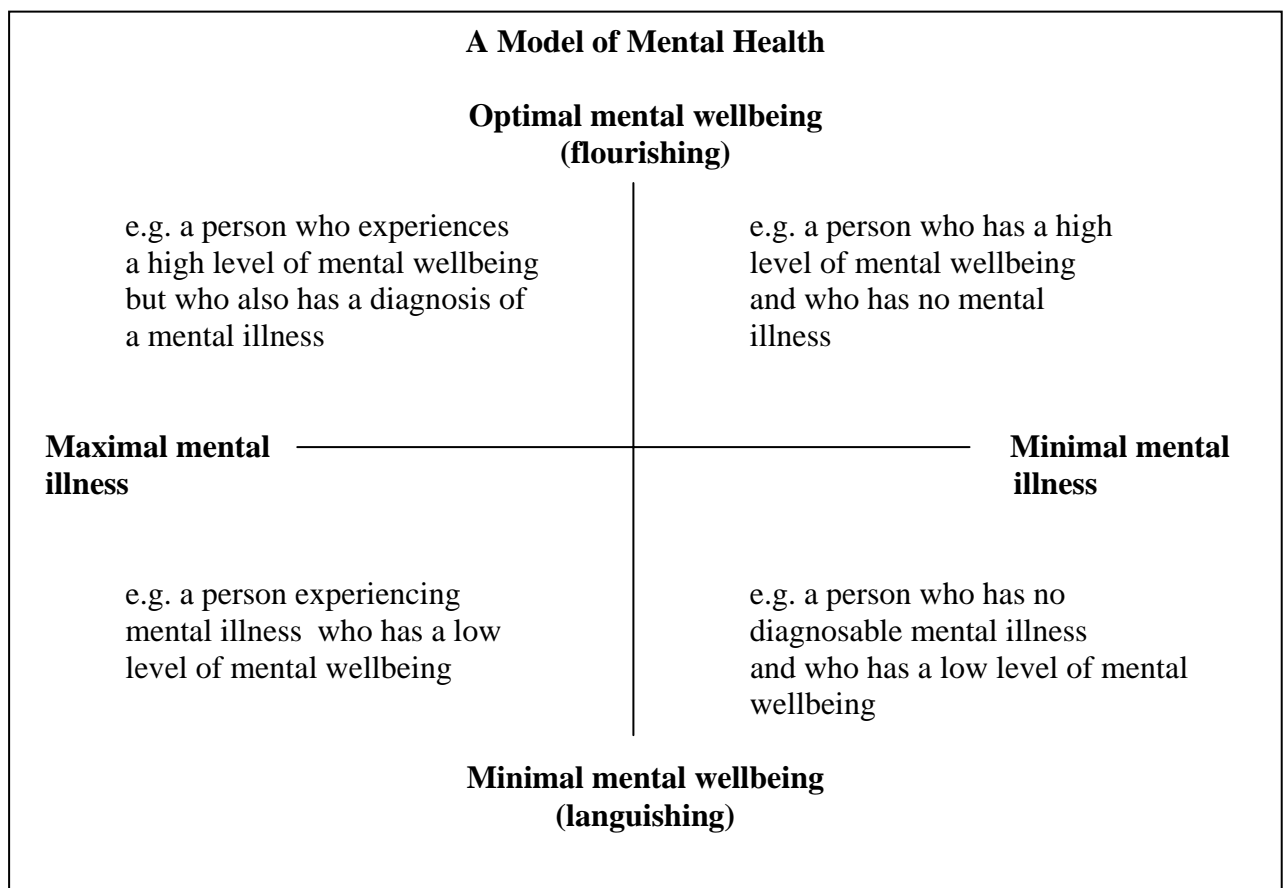 A Model of Mental Health
Optimal mental wellbeing
(flourishing)
e.g. a person who experiences
a high level of mental wellbeing
but who also has a diagnosis of
a mental illness
e.g. a person who has a high
level of mental wellbeing
and who has no mental
illness
Maximal mental
illness
Minimal mental
illness
e.g. a person experiencing
mental illness who has a low
level of mental wellbeing
e.g. a person who has no
diagnosable mental illness
and who has a low level of mental
wellbeing
Minimal mental wellbeing
(languishing)